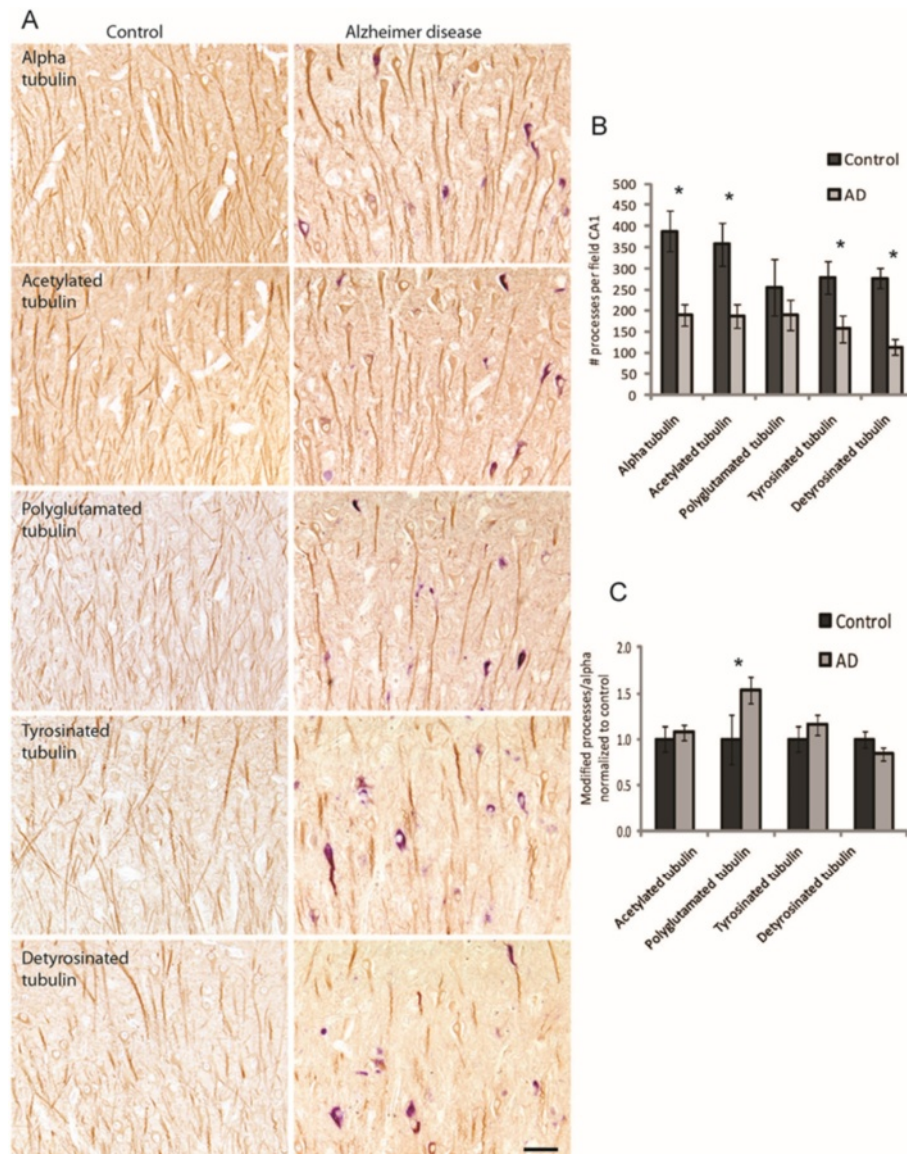 A
Control
Alzheimer disease
Alpha
tubulin
Acetylated
tubulin
Polyglutamated
tubulin
Tyrosinated
tubulin
Detyrosinated
tubulin
B
Control
AD
# processes per field CA1
500
450
400
350
300
250
200
150
100
50
0
*
*
*
*
Alpha tubulin
Acetylated tubulin
Polyglutamated tubulin
Tyrosinated tubulin
Detyrosinated tubulin
C
Control
AD
Modified processes/alpha
normalized to control
2.0
1.5
1.0
0.5
0.0
*
Acetylated tubulin
Polyglutamated tubulin
Tyrosinated tubulin
Detyrosinated tubulin